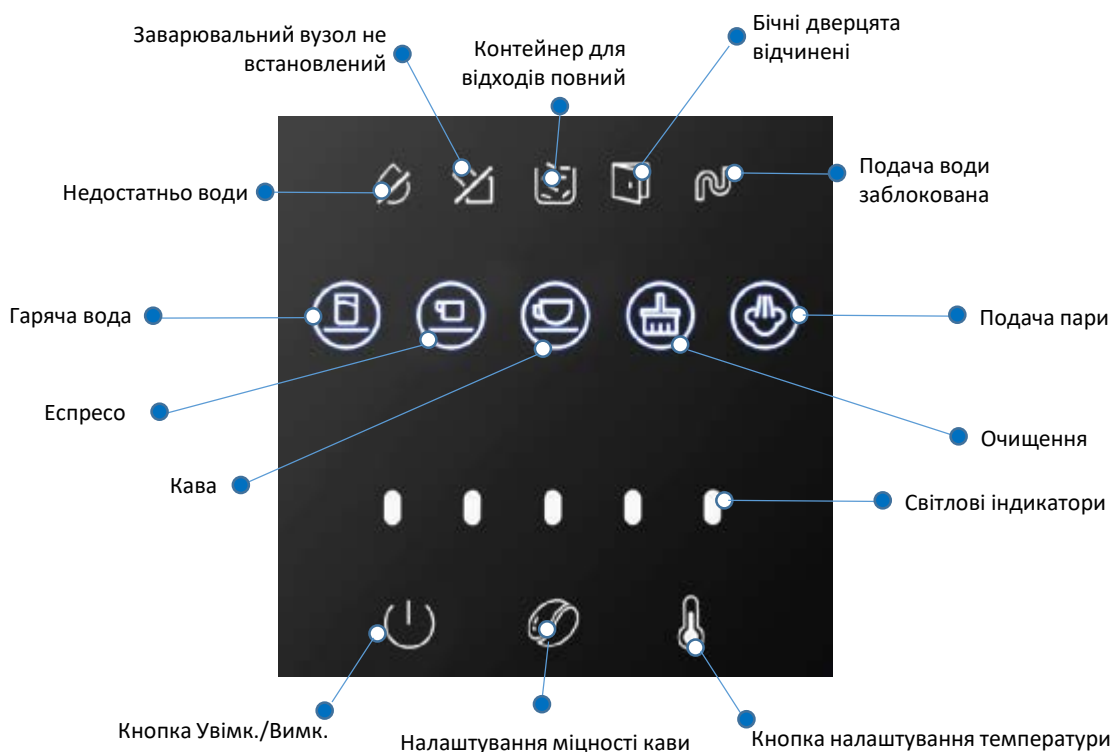 Бічні дверцята
відчинені
Заварювальний вузол не
встановлений
Контейнер для
відходів повний
Подача води
заблокована
Недостатньо води
Гаряча вода
Подача пари
Еспресо
Очищення
Кава
Світлові індикатори
Кнопка Увімк./Вимк.
Налаштування міцності кави
Кнопка налаштування температури